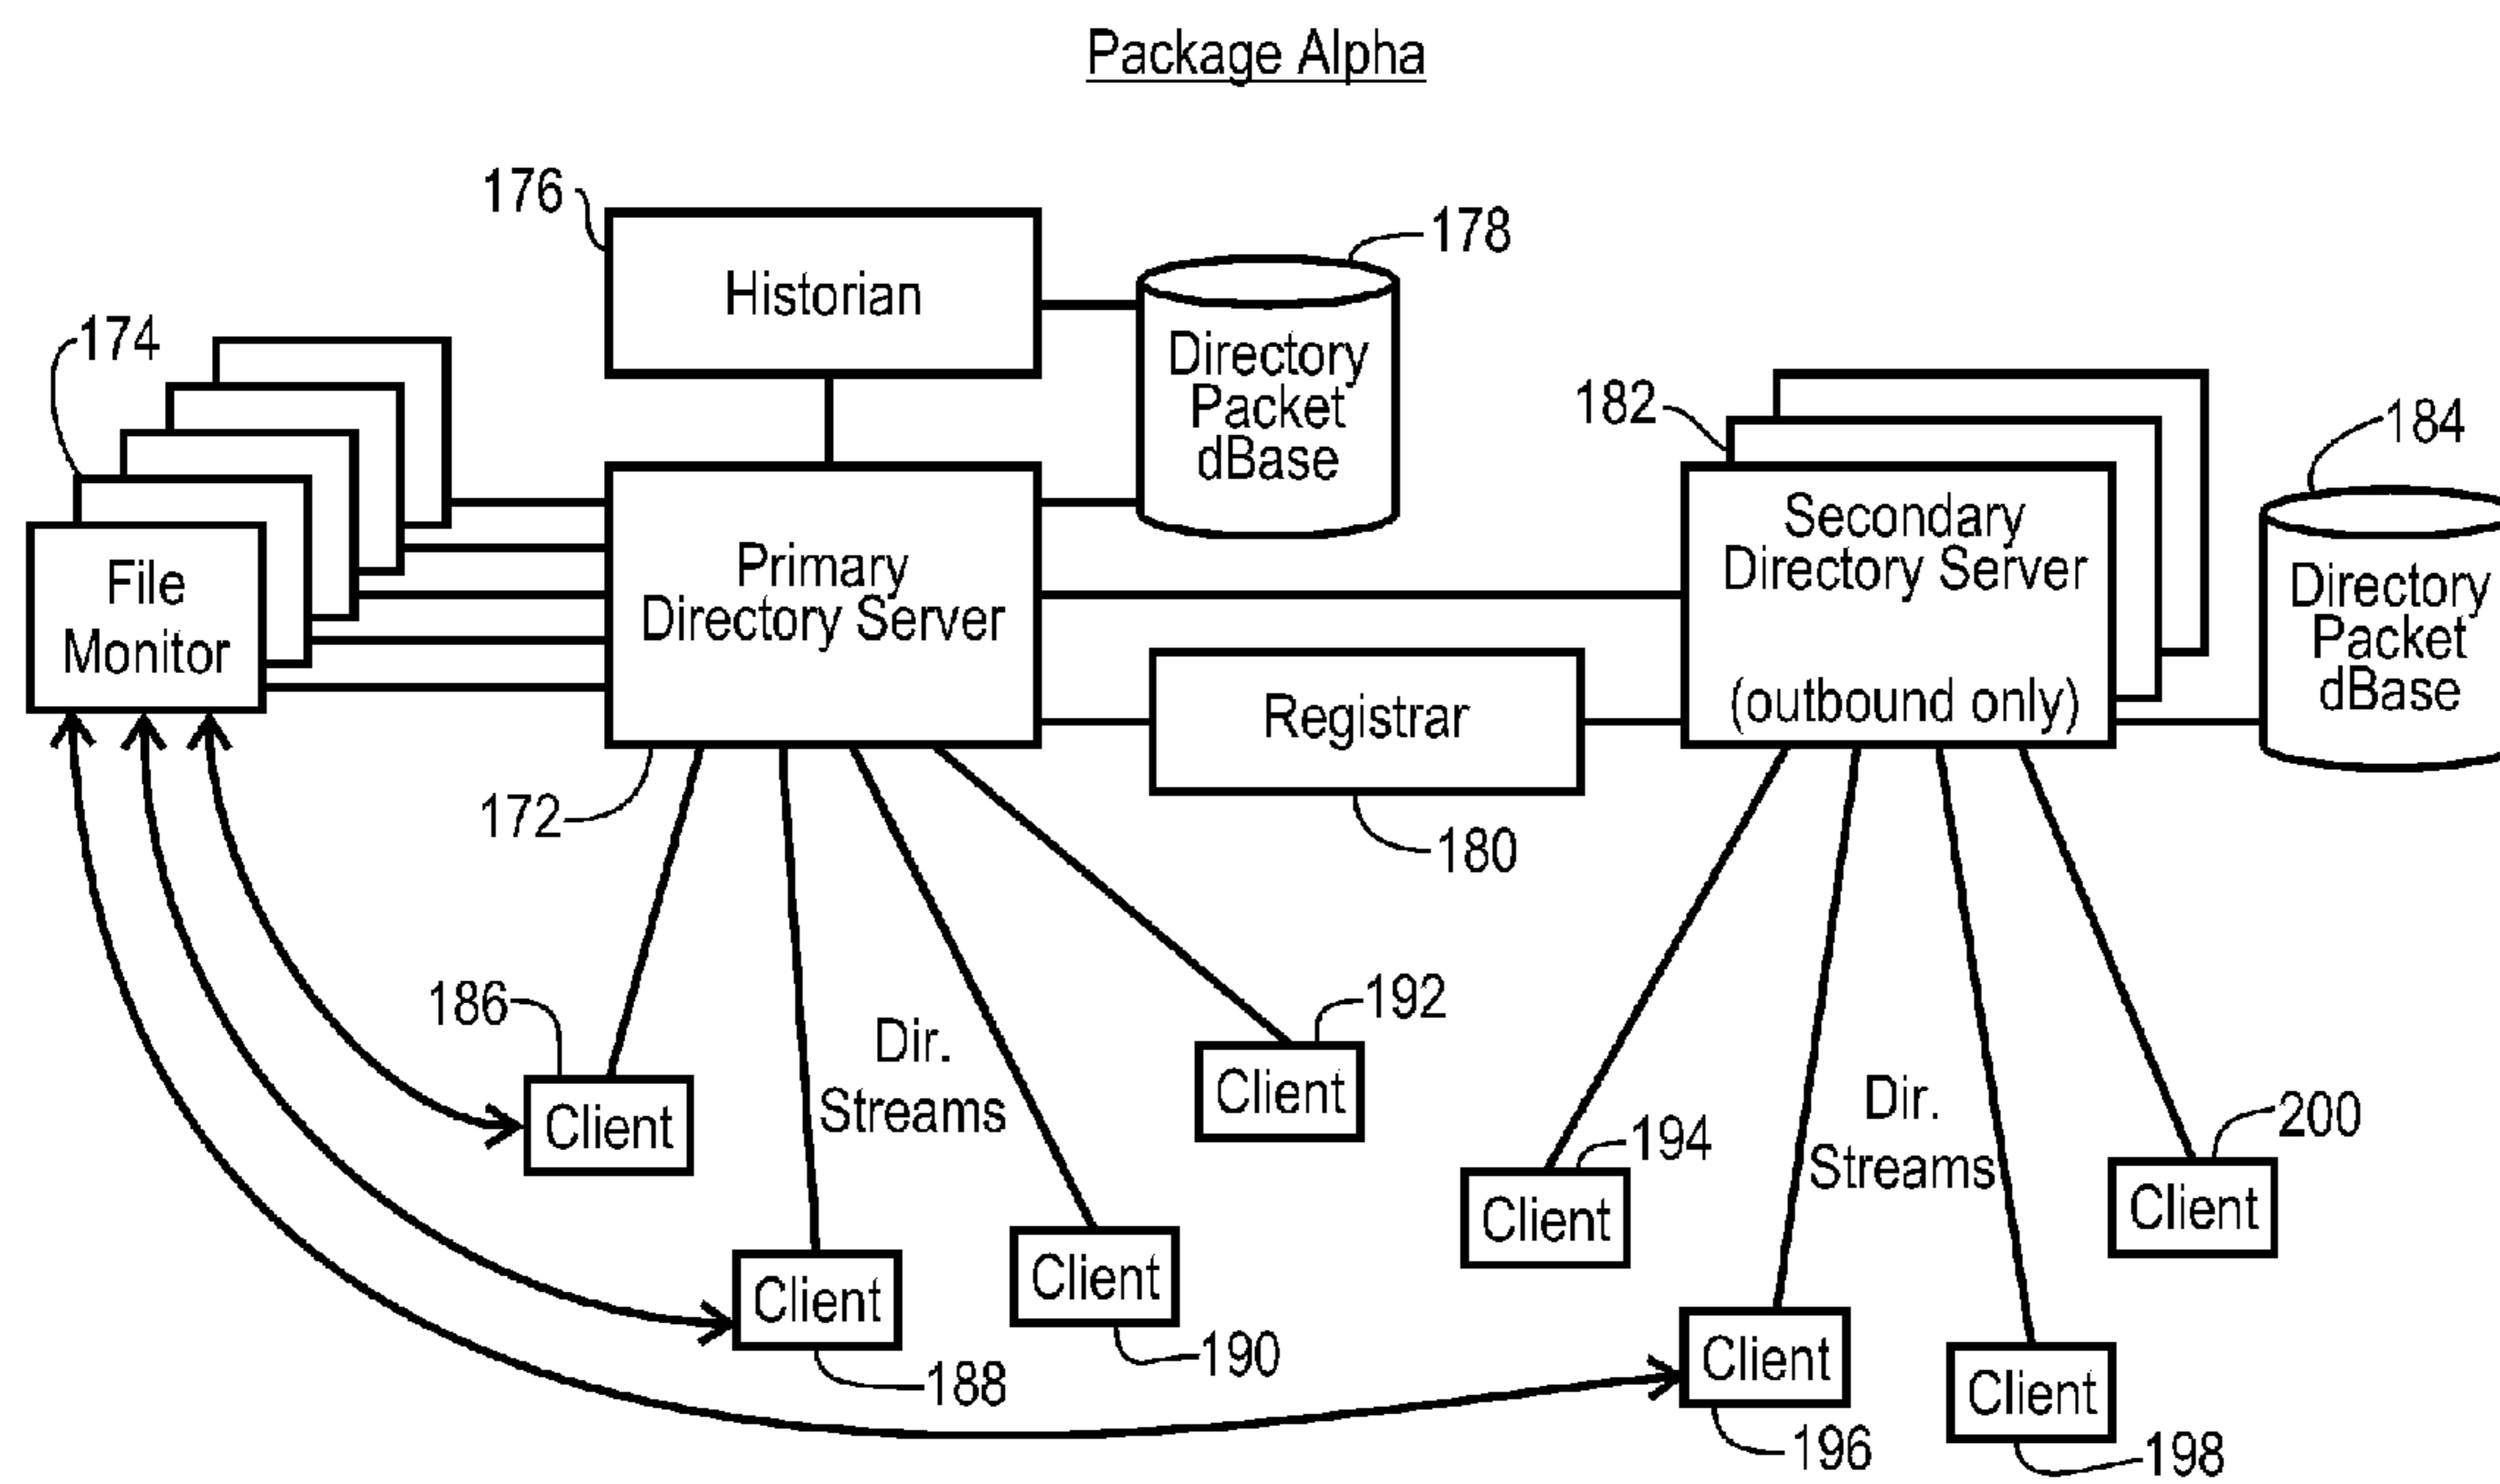 Package Alpha
176
Historian
178
Directory
Packet
dBase
174
File
Monitor
Primary
Directory Server
172
182
Secondary
Directory Server
(outbound only)
184
Directory
Packet
dBase
Registrar
180
186
Client
Dir.
Streams
192
Client
Client
188
Client
190
194
Client
Dir.
Streams
200
Client
Client
196
Client
198